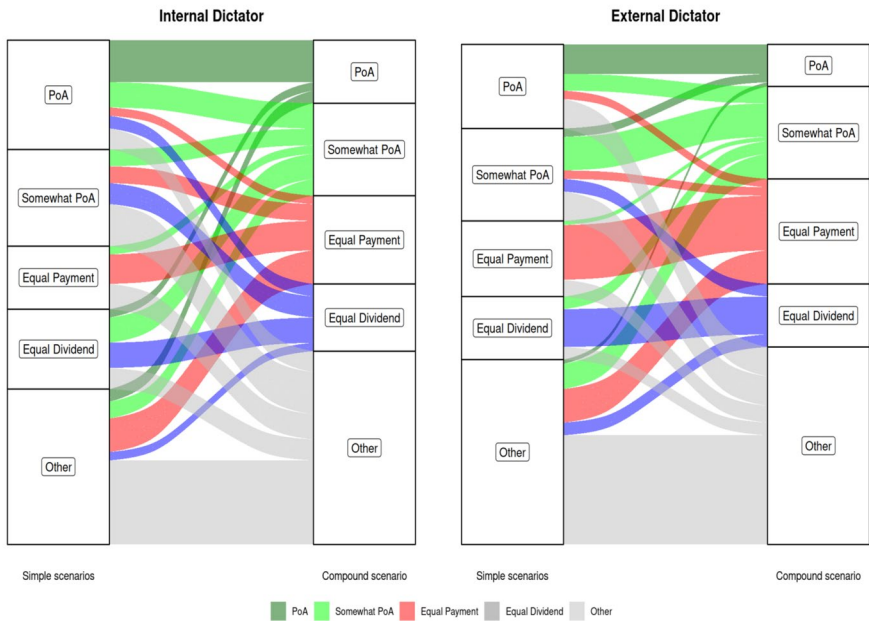 Internal Dictator
External Dictator
PoA
Somewhat PoA
Equal Payment
Equal Dividend
Other
PoA
Somewhat PoA
Equal Payment
Equal Dividend
Other
PoA
Somewhat PoA
Equal Payment
Equal Dividend
Other
PoA
Somewhat PoA
Equal Payment
Equal Dividend
Other
Simple scenarios
Compound scenario
Simple scenarios
Compound scenario
PoA Somewhat PoA Equal Payment Equal Dividend Other